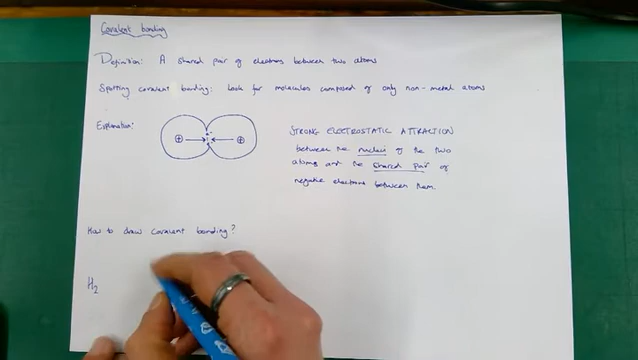 Covalent bonding
Definition: A shared pair of electrons between two atoms
Spotting covalent bonding: Look for molecules composed of only non-metal atoms
Explanation:
+ +
STRONG ELECTROSTATIC ATTRACTION
between the nuclei of the two
atoms and the shared pair of
negative electrons between them.
How to draw covalent bonding?
H₂